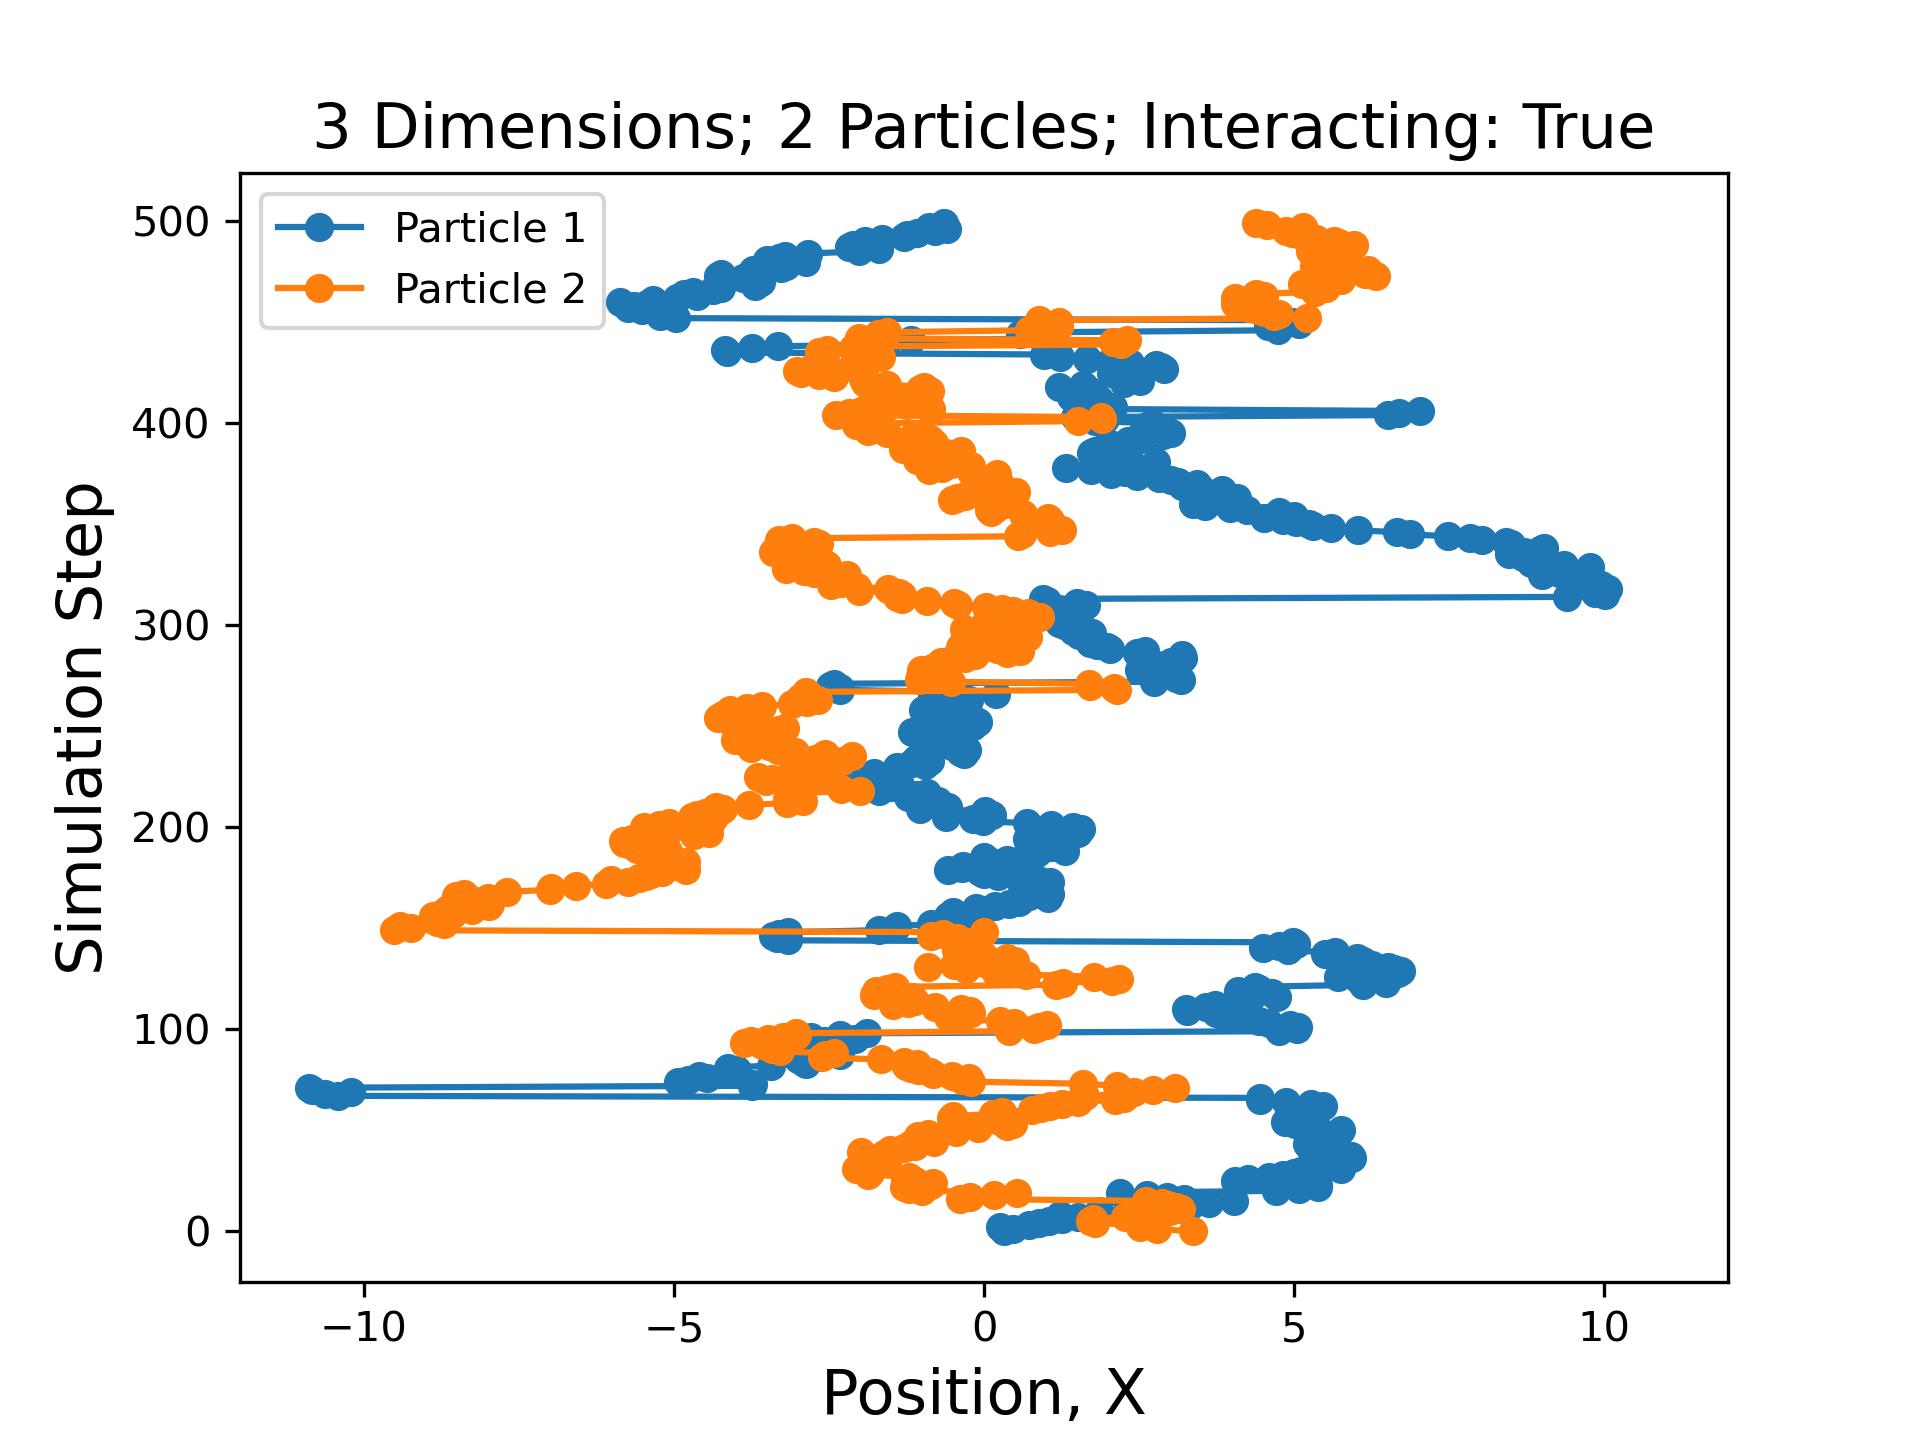 3 Dimensions; 2 Particles; Interacting: True
Particle 1
Particle 2
500
400
300
200
100
0
Simulation Step
−10
−5
0
5
10
Position, X